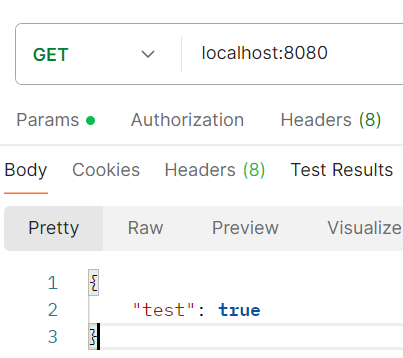 GET localhost:8080
Params Authorization Headers (8)
Body Cookies Headers (8) Test Results
Pretty Raw Preview Visualize
1 {
2 "test": true
3 }